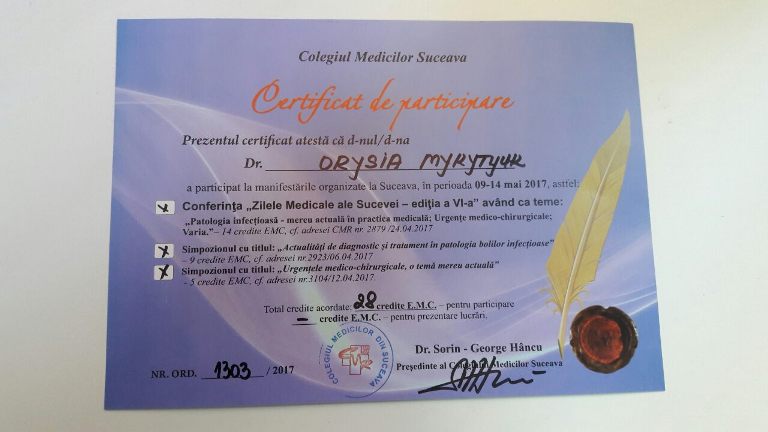 Colegiul Medicilor Suceava
Certificat de participare
Prezentul certificat atestă că d-nul/d-na
Dr. ORYSIA MYRYTYUK
a participat la manifestările organizate la Suceava, în perioada 09-14 mai 2017, astfel:
X Conferința „Zilele Medicale ale Sucevei – ediția a VI-a” având ca teme:
„Patologia infecțioasă - mereu actuală în practica medicală; Urgențe medico-chirurgicale;
Varia.” – 14 credite EMC, cf. adresei CMR nr. 2879 /24.04.2017
X Simpozionul cu titlul: „Actualități de diagnostic și tratament în patologia bolilor infecțioase”
– 9 credite EMC, cf. adresei nr.2923/06.04.2017
X Simpozionul cu titlul: „Urgențele medico-chirurgicale, o temă mereu actuală”
- 5 credite EMC, cf. adresei nr.3104/12.04.2017.
Total credite acordate: 28 credite E.M.C. – pentru participare
– credite E.M.C. – pentru prezentare lucrări.
COLEGIUL MEDICILOR DIN SUCEAVA
Dr. Sorin - George Hâncu
Președinte al Colegiului Medicilor Suceava
NR. ORD. 1303 / 2017